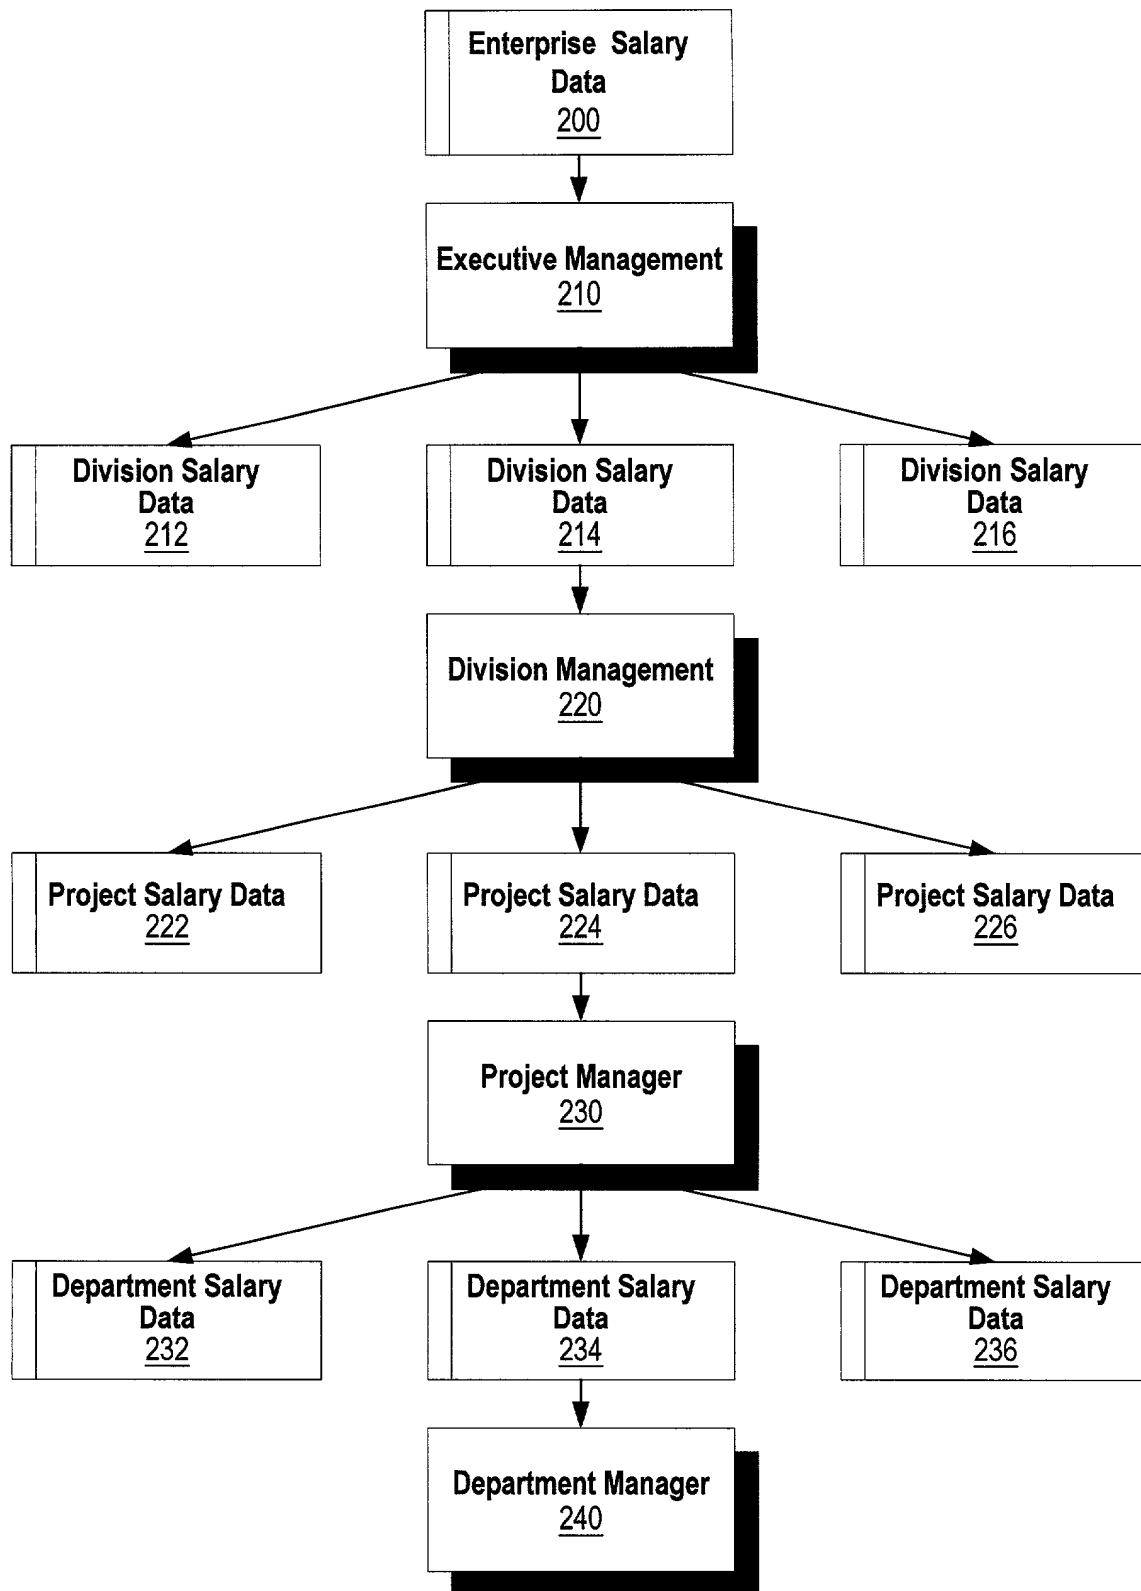 Enterprise Salary
Data
200
Executive Management
210
Division Salary
Data
212
Division Salary
Data
214
Division Salary
Data
216
Division Management
220
Project Salary Data
222
Project Salary Data
224
Project Salary Data
226
Project Manager
230
Department Salary
Data
232
Department Salary
Data
234
Department Salary
Data
236
Department Manager
240